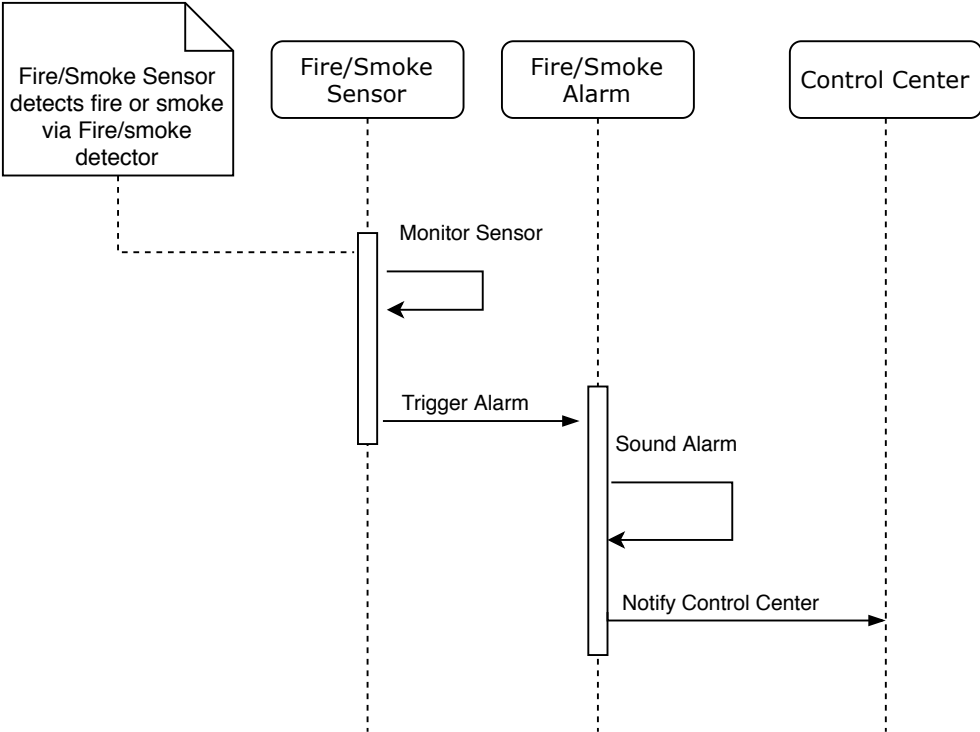 Fire/Smoke Sensor
detects fire or smoke
via Fire/smoke
detector
Fire/Smoke
Sensor
Fire/Smoke
Alarm
Control Center
Monitor Sensor
Trigger Alarm
Sound Alarm
Notify Control Center